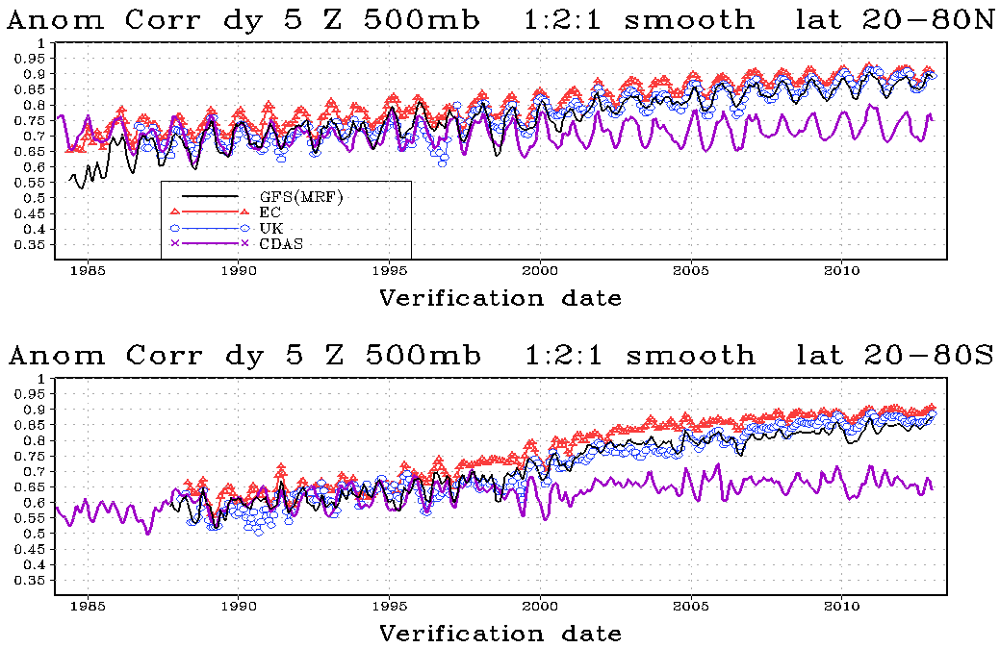 Anom Corr dy 5 Z 500mb 1:2:1 smooth lat 20-80N
1
0.95
0.9
0.85
0.8
0.75
0.7
0.65
0.6
0.55
0.5
0.45
0.4
0.35
GFS(MRF)
EC
UK
CDAS
1985 1990 1995 2000 2005 2010
Verification date
Anom Corr dy 5 Z 500mb 1:2:1 smooth lat 20-80S
1
0.95
0.9
0.85
0.8
0.75
0.7
0.65
0.6
0.55
0.5
0.45
0.4
0.35
1985 1990 1995 2000 2005 2010
Verification date